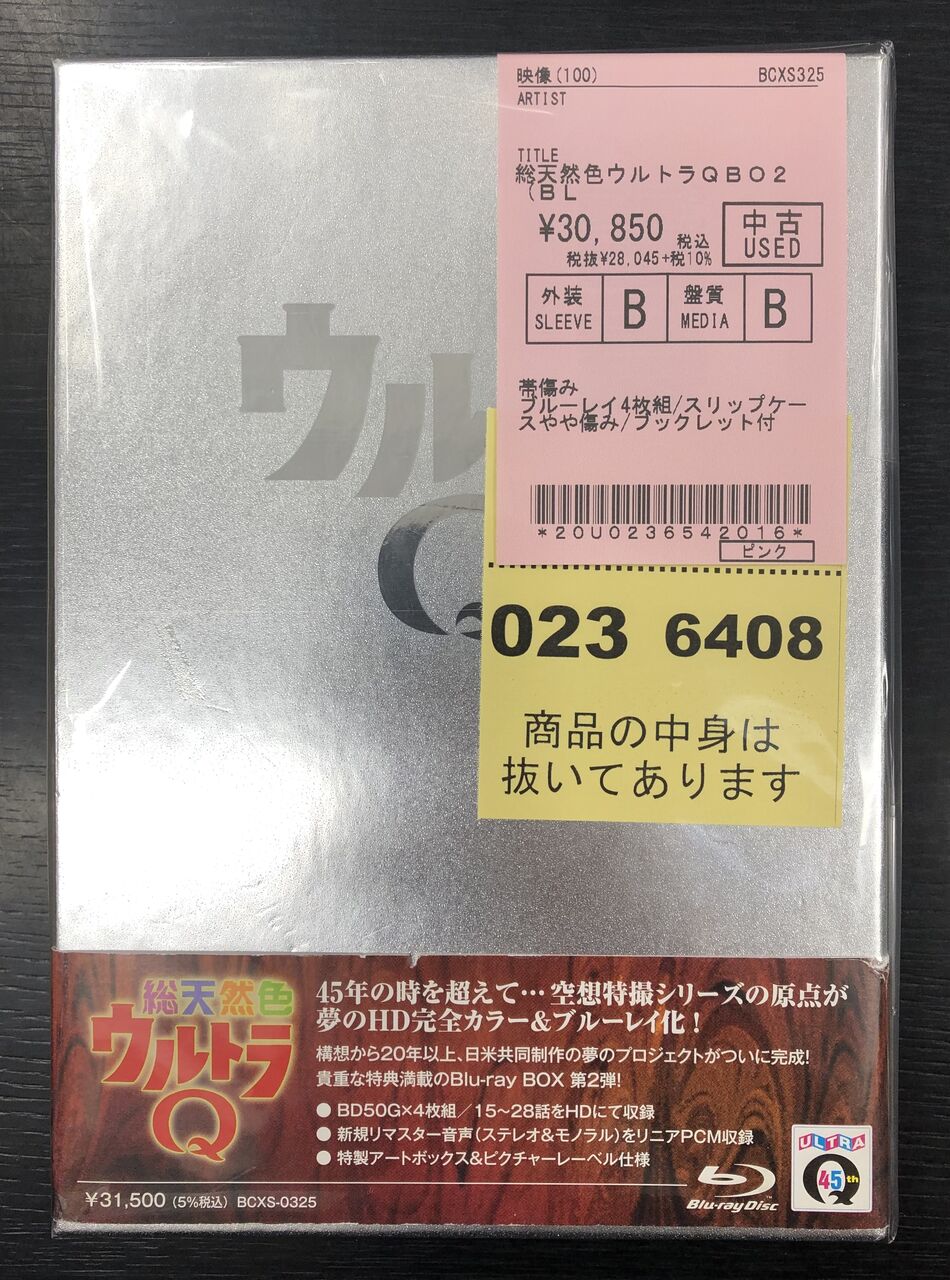 映像(100) BCXS325
ARTIST
TITLE
総天然色ウルトラＱＢＯ２
（ＢＬ
¥30,850 税込
税抜¥28,045+税10%
中古
USED
外装
SLEEVE
B
盤質
MEDIA
B
帯傷み
ブルーレイ4枚組/スリップケー
スやや傷み/ブックレット付
*20U0236542016*
ピンク
023 6408
商品の中身は
抜いてあります
ウル
Q
総天然色
ウルトラ
Q
45年の時を超えて…空想特撮シリーズの原点が
夢のHD完全カラー&ブルーレイ化！
構想から20年以上、日米共同制作の夢のプロジェクトがついに完成!
貴重な特典満載のBlu-ray BOX 第2弾!
● BD50G×4枚組／15〜28話をHDにて収録
● 新規リマスター音声(ステレオ&モノラル)をリニアPCM収録
● 特製アートボックス&ピクチャーレーベル仕様
¥31,500 (5%税込) BCXS-0325
Blu-ray Disc
ULTRA
Q
45th